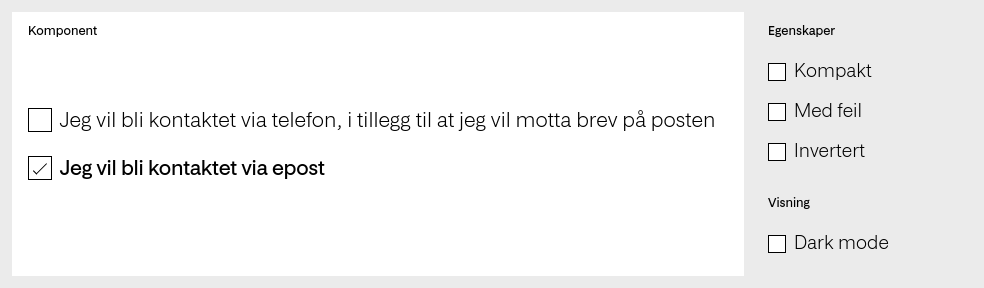 Komponent
Jeg vil bli kontaktet via telefon, i tillegg til at jeg vil motta brev på posten
Jeg vil bli kontaktet via epost
Egenskaper
Kompakt
Med feil
Invertert
Visning
Dark mode